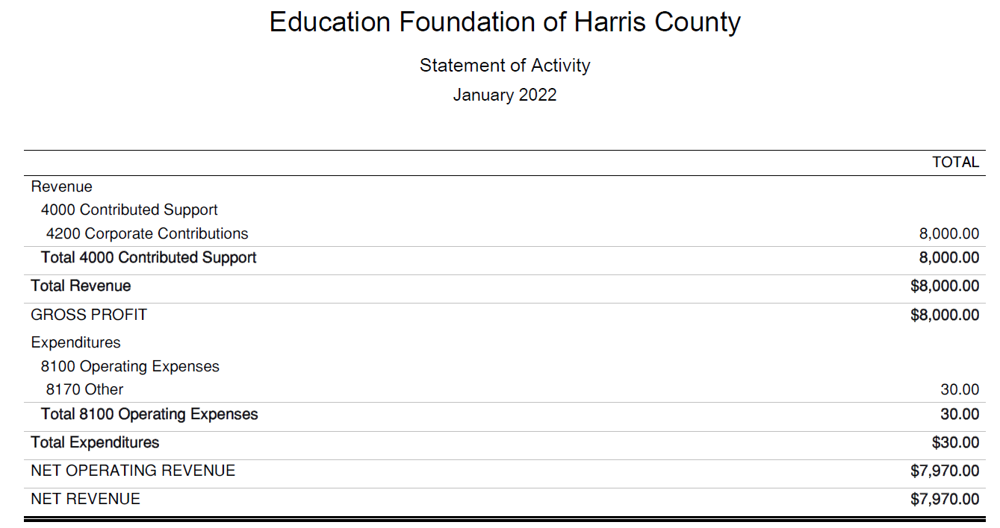 Education Foundation of Harris County
Statement of Activity
January 2022
TOTAL
Revenue
4000 Contributed Support
4200 Corporate Contributions 8,000.00
Total 4000 Contributed Support 8,000.00
Total Revenue $8,000.00
GROSS PROFIT $8,000.00
Expenditures
8100 Operating Expenses
8170 Other 30.00
Total 8100 Operating Expenses 30.00
Total Expenditures $30.00
NET OPERATING REVENUE $7,970.00
NET REVENUE $7,970.00